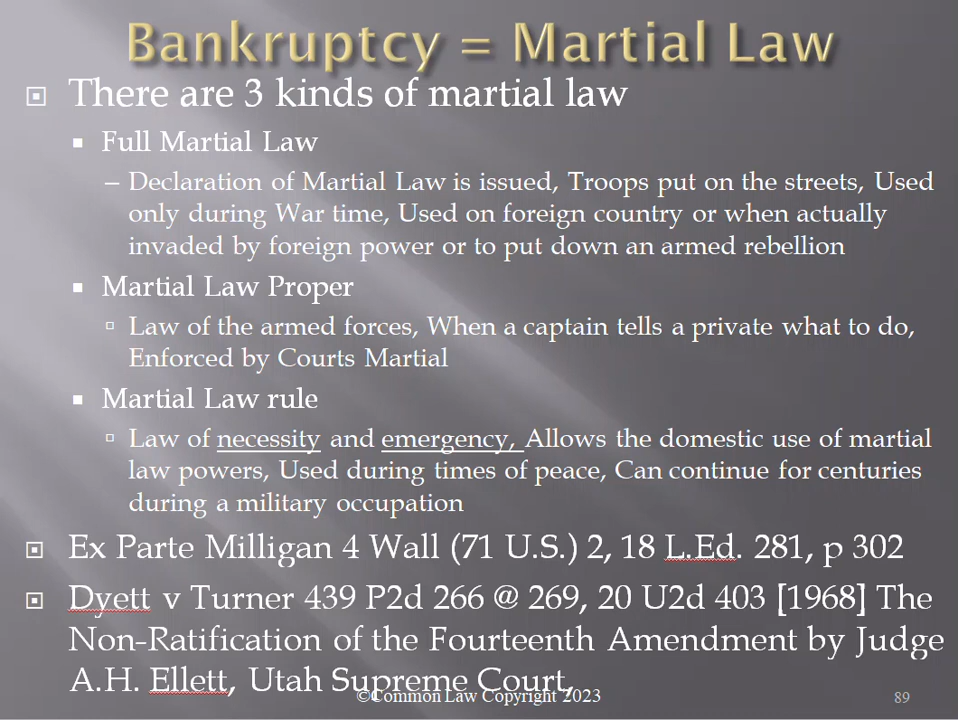 Bankruptcy = Martial Law
There are 3 kinds of martial law
Full Martial Law
– Declaration of Martial Law is issued, Troops put on the streets, Used
only during War time, Used on foreign country or when actually
invaded by foreign power or to put down an armed rebellion
Martial Law Proper
Law of the armed forces, When a captain tells a private what to do,
Enforced by Courts Martial
Martial Law rule
Law of necessity and emergency, Allows the domestic use of martial
law powers, Used during times of peace, Can continue for centuries
during a military occupation
Ex Parte Milligan 4 Wall (71 U.S.) 2, 18 L.Ed. 281, p 302
Dyett v Turner 439 P2d 266 @ 269, 20 U2d 403 [1968] The
Non-Ratification of the Fourteenth Amendment by Judge
A.H. Ellett, Utah Supreme Court,
©Common Law Copyright 2023
89